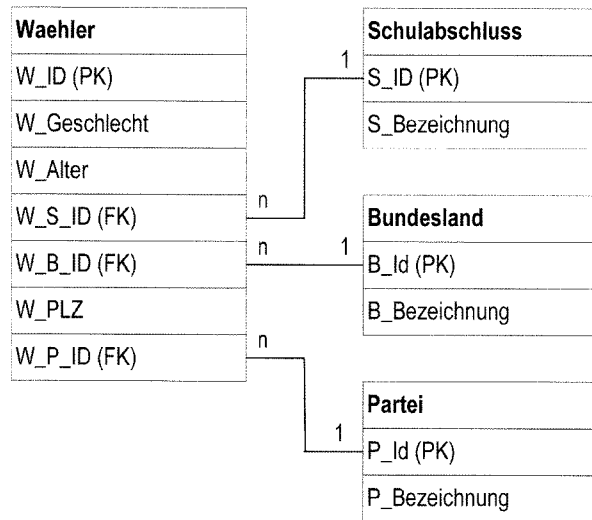 Waehler
W_ID (PK)
W_Geschlecht
W_Alter
W_S_ID (FK)
W_B_ID (FK)
W_PLZ
W_P_ID (FK)
n
n
n
1
1
1
Schulabschluss
S_ID (PK)
S_Bezeichnung
Bundesland
B_Id (PK)
B_Bezeichnung
Partei
P_Id (PK)
P_Bezeichnung